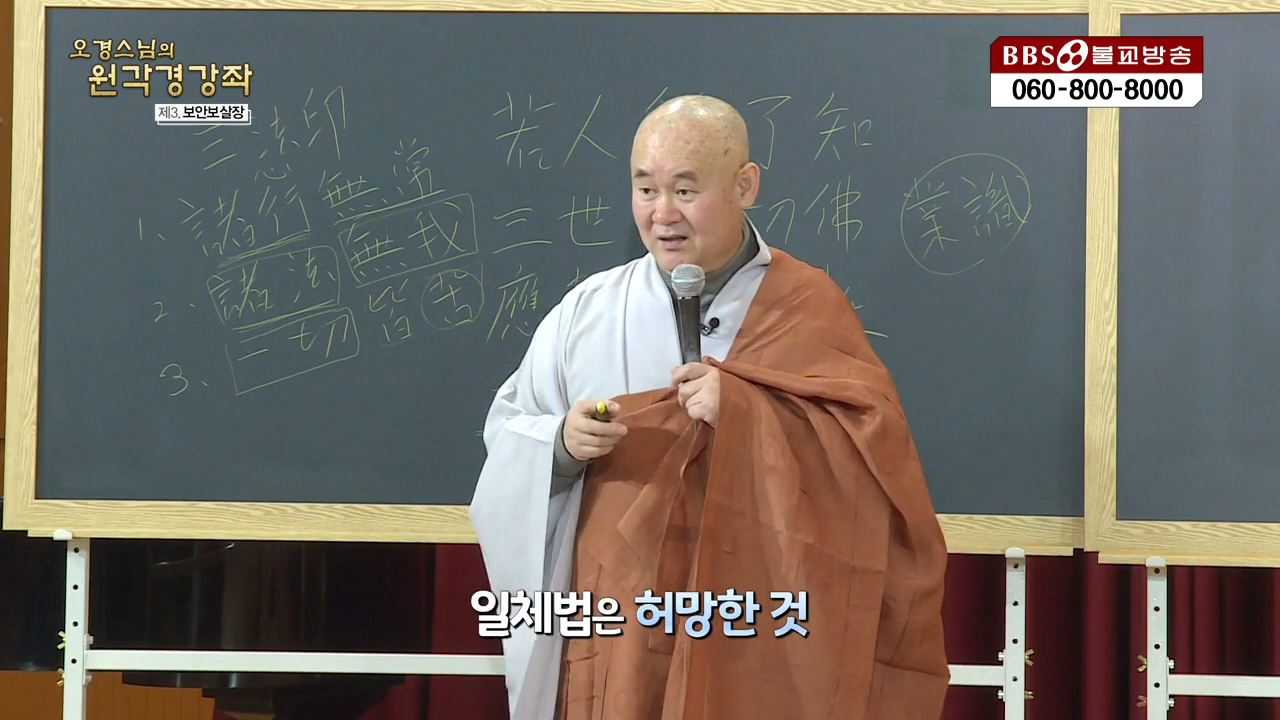 오경스님의
원각경강좌
제3. 보안보살장
BBS 불교방송
060-800-8000
三法印
若人 了知
1、諸行無常
三世 切佛
業識
2、諸法無我
應
3、一切皆苦
일체법은 허망한 것